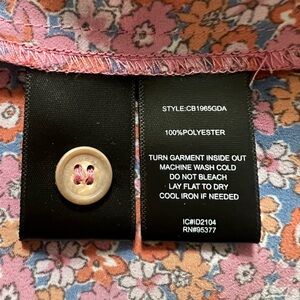 STYLE:CB1965GDA
100%POLYESTER
TURN GARMENT INSIDE OUT
MACHINE WASH COLD
DO NOT BLEACH
LAY FLAT TO DRY
COOL IRON IF NEEDED
IC#ID2104
RN#95377